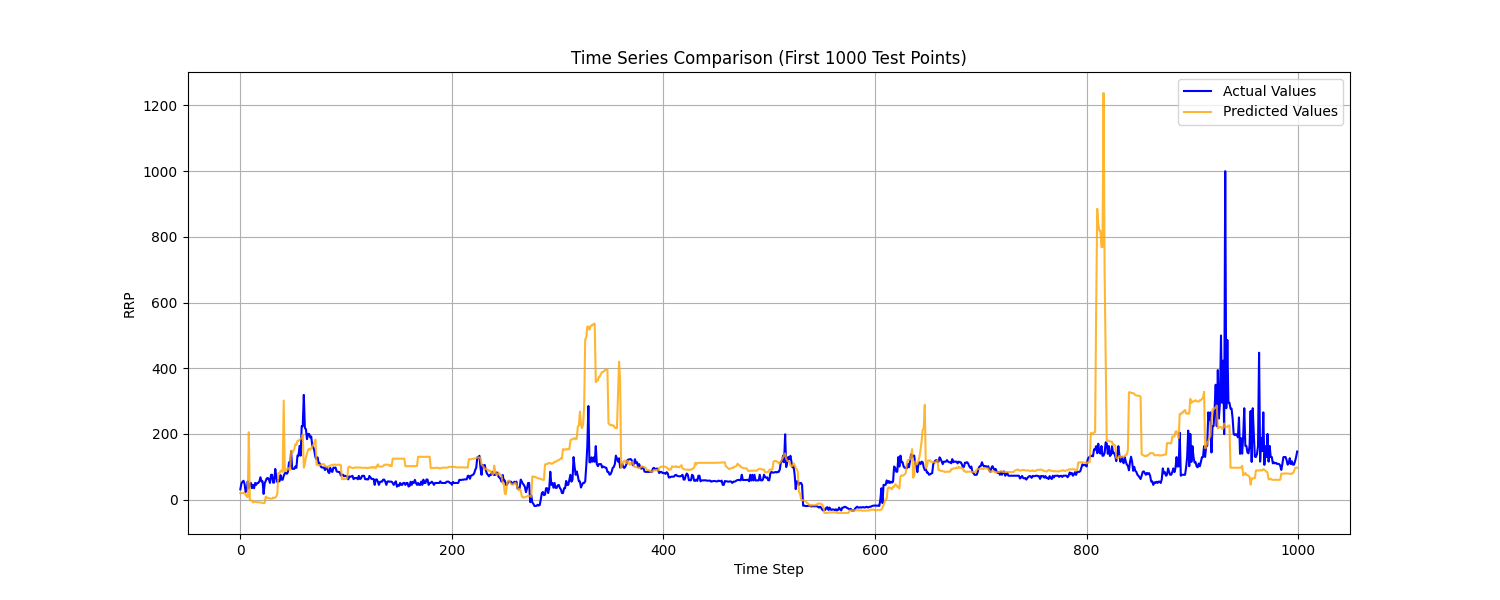 Time Series Comparison (First 1000 Test Points)
Actual Values
Predicted Values
1200
1000
800
600
400
200
0
RRP
0 200 400 600 800 1000
Time Step